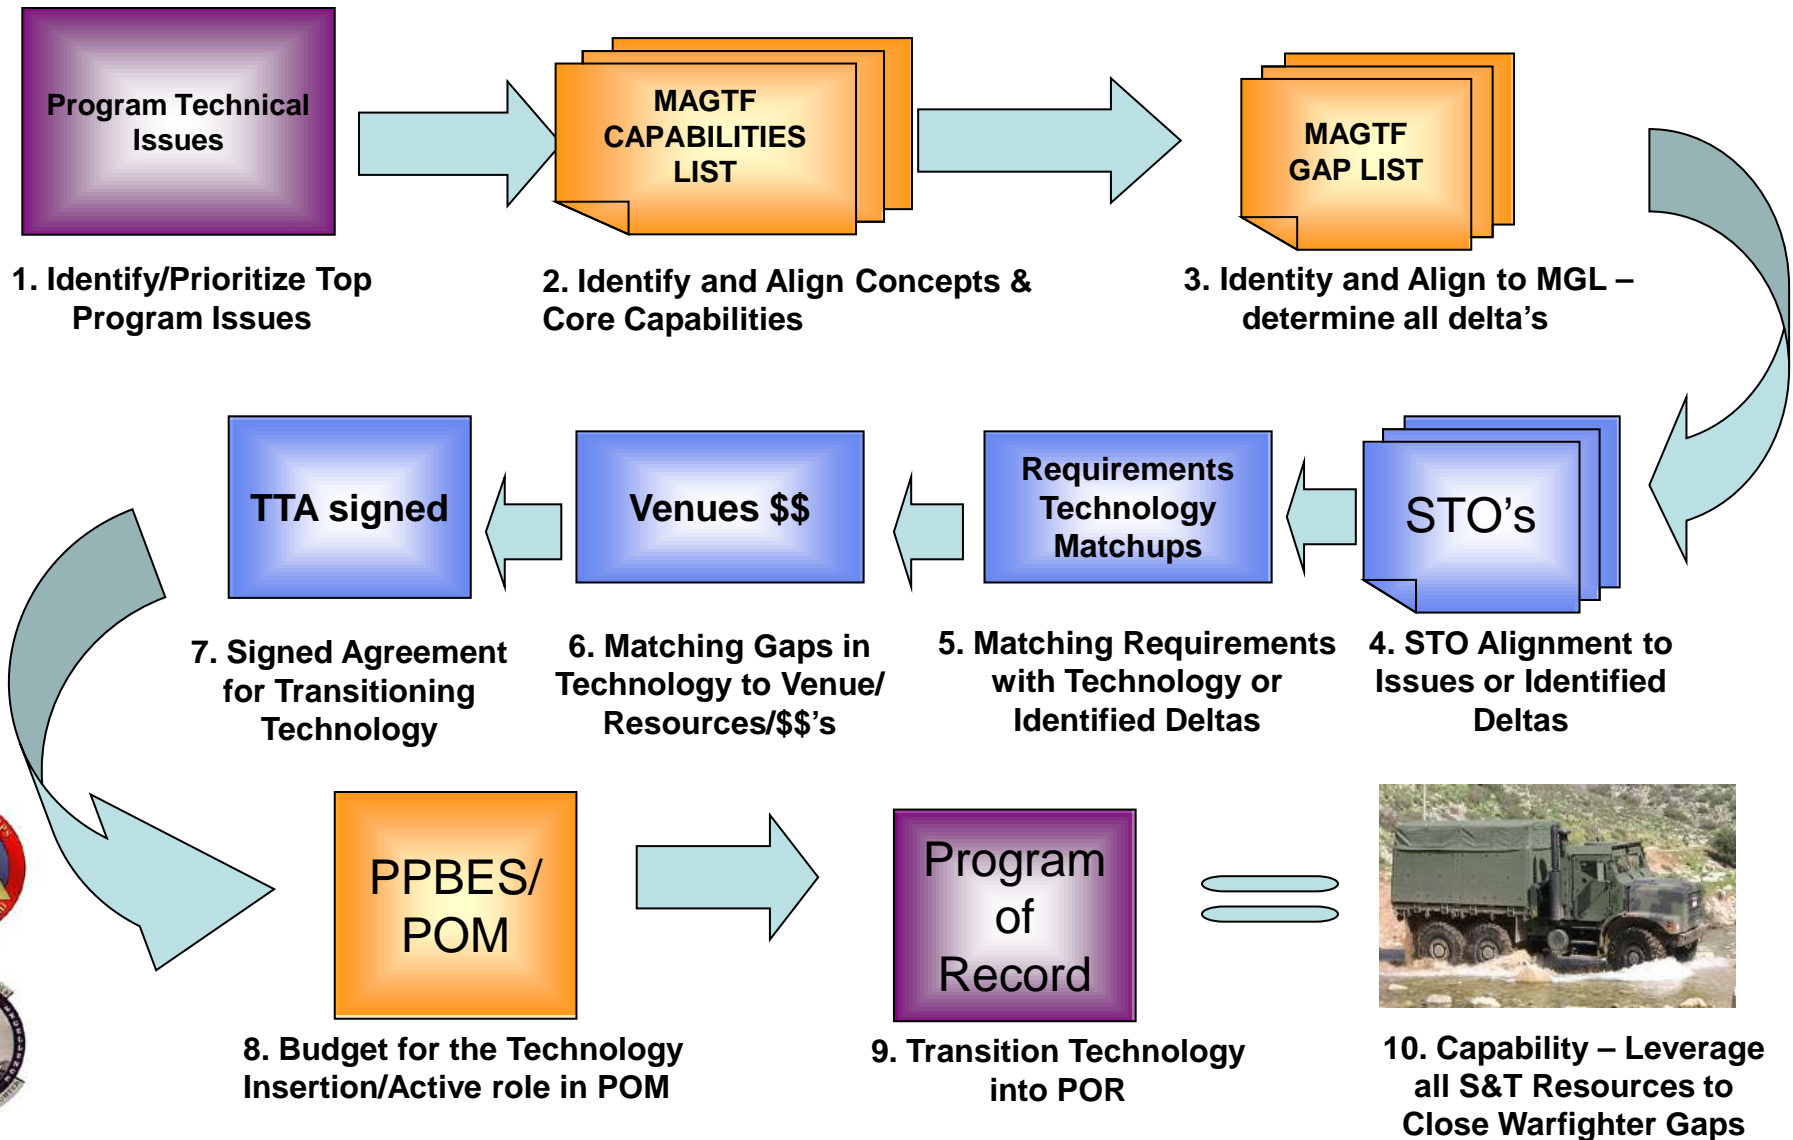 Program Technical
Issues
MAGTF
CAPABILITIES
LIST
MAGTF
GAP LIST
1. Identify/Prioritize Top
Program Issues
2. Identify and Align Concepts &
Core Capabilities
3. Identity and Align to MGL –
determine all delta’s
TTA signed
Venues $$
Requirements
Technology
Matchups
STO's
7. Signed Agreement
for Transitioning
Technology
6. Matching Gaps in
Technology to Venue/
Resources/$$’s
5. Matching Requirements
with Technology or
Identified Deltas
4. STO Alignment to
Issues or Identified
Deltas
PPBES/
POM
Program
of
Record
8. Budget for the Technology
Insertion/Active role in POM
9. Transition Technology
into POR
10. Capability – Leverage
all S&T Resources to
Close Warfighter Gaps